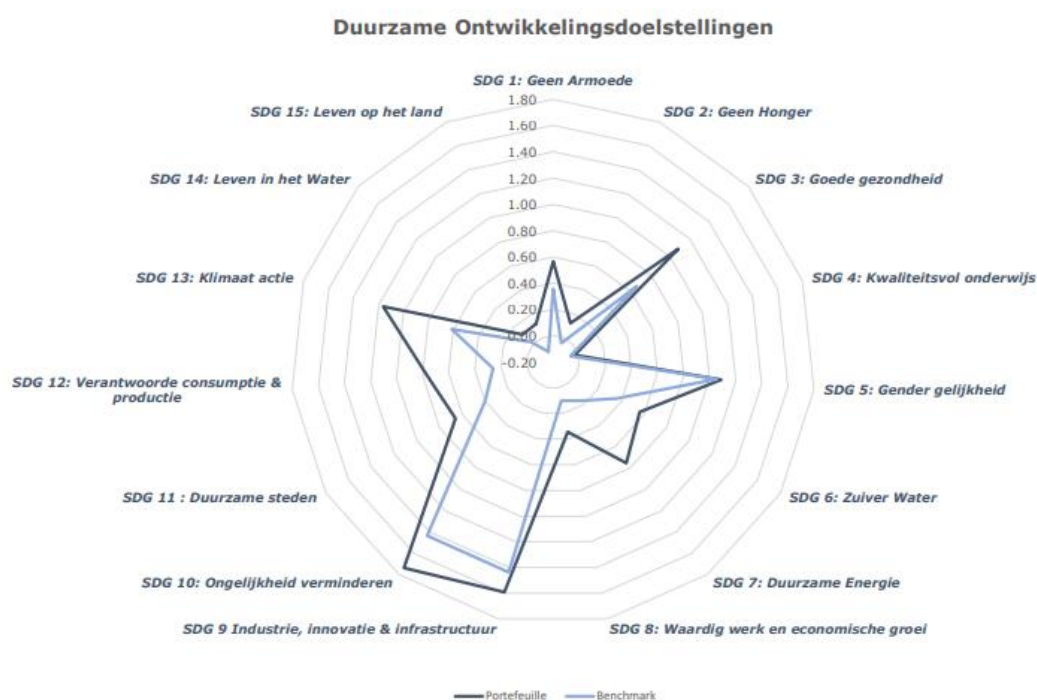 Duurzame Ontwikkelingsdoelstellingen
SDG 1: Geen Armoede
SDG 2: Geen Honger
SDG 3: Goede gezondheid
SDG 4: Kwaliteitsvol onderwijs
SDG 5: Gender gelijkheid
SDG 6: Zuiver Water
SDG 7: Duurzame Energie
SDG 8: Waardig werk en economische groei
SDG 9 Industrie, innovatie & infrastructuur
SDG 10: Ongelijkheid verminderen
SDG 11 : Duurzame steden
SDG 12: Verantwoorde consumptie &
productie
SDG 13: Klimaat actie
SDG 14: Leven in het Water
SDG 15: Leven op het land
1.80
1.60
1.40
1.20
1.00
0.80
0.60
0.40
0.20
0.00
-0.20
Portefeuille
Benchmark